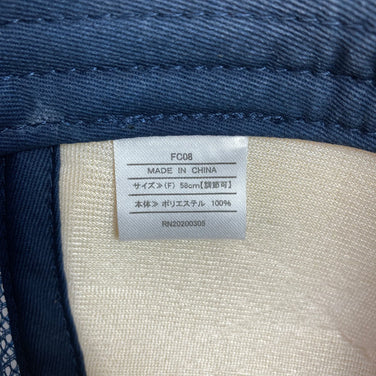 FC08
MADE IN CHINA
サイズ≫(F) 58cm【調節可】
本体≫ ポリエステル 100%
RN20200305